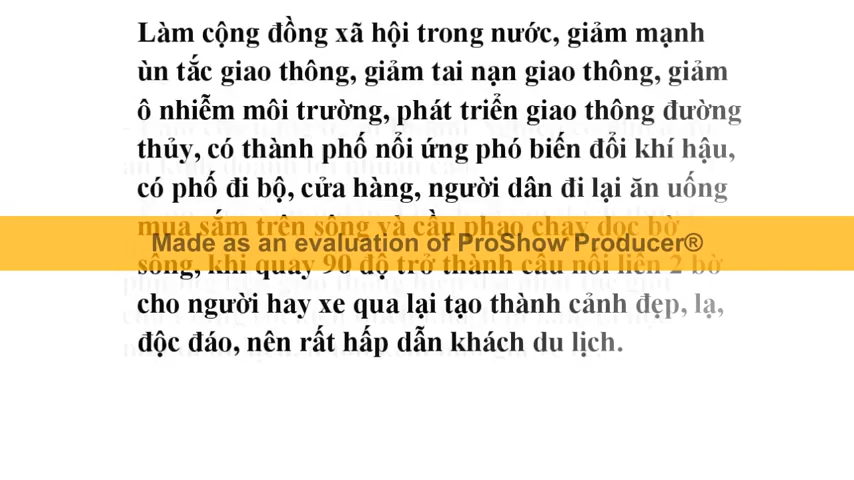 Làm cộng đồng xã hội trong nước, giảm mạnh
ùn tắc giao thông, giảm tai nạn giao thông, giảm
ô nhiễm môi trường, phát triển giao thông đường
thủy, có thành phố nổi ứng phó biến đổi khí hậu,
có phố đi bộ, cửa hàng, người dân đi lại ăn uống
mua sắm trên sông và cầu phao chạy dọc bờ
Made as an evaluation of ProShow Producer®
sông, khi quay 90 độ trở thành cầu nối liền 2 bờ
cho người hay xe qua lại tạo thành cảnh đẹp, lạ,
độc đáo, nên rất hấp dẫn khách du lịch.